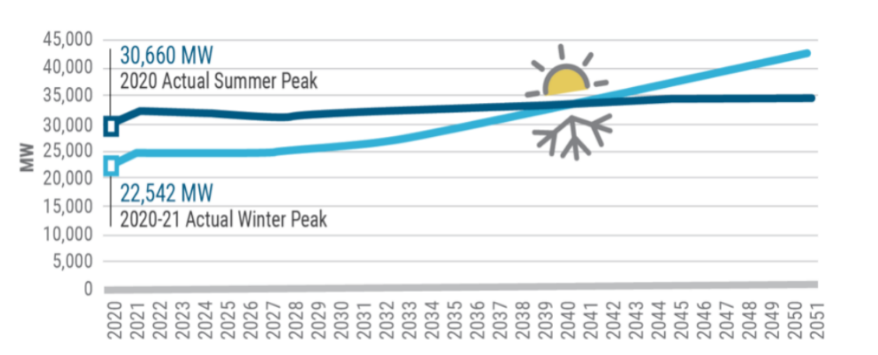 45,000
30,660 MW
40,000
2020 Actual Summer Peak
35,000
30,000
25,000
MW
20,000
22,542 MW
15,000
2020-21 Actual Winter Peak
10,000
5,000
0
2020 2021 2022 2023 2024 2025 2026 2027 2028 2029 2030 2031 2032 2033 2034 2035 2036 2037 2038 2039 2040 2041 2042 2043 2044 2045 2046 2047 2048 2049 2050 2051